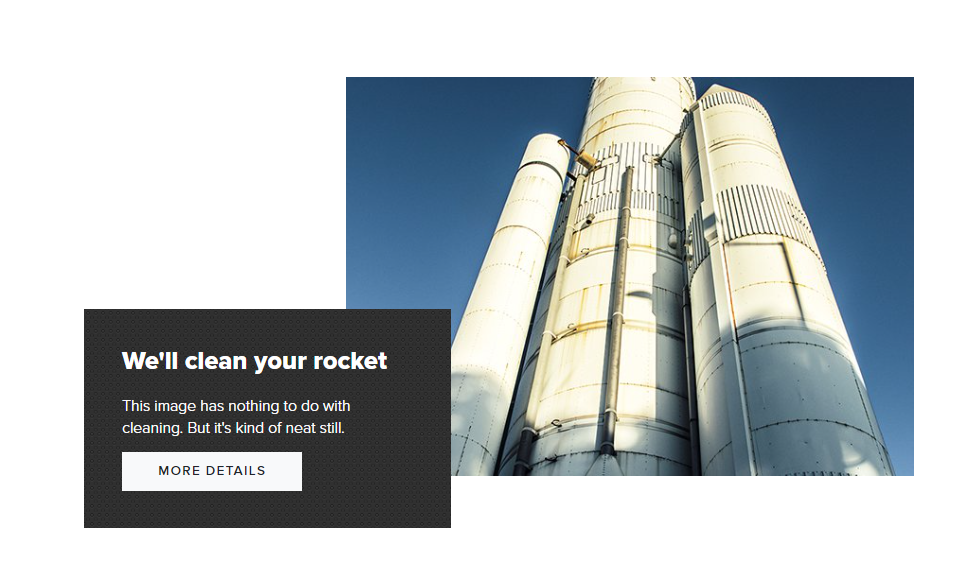 We'll clean your rocket
This image has nothing to do with
cleaning. But it's kind of neat still.
MORE DETAILS